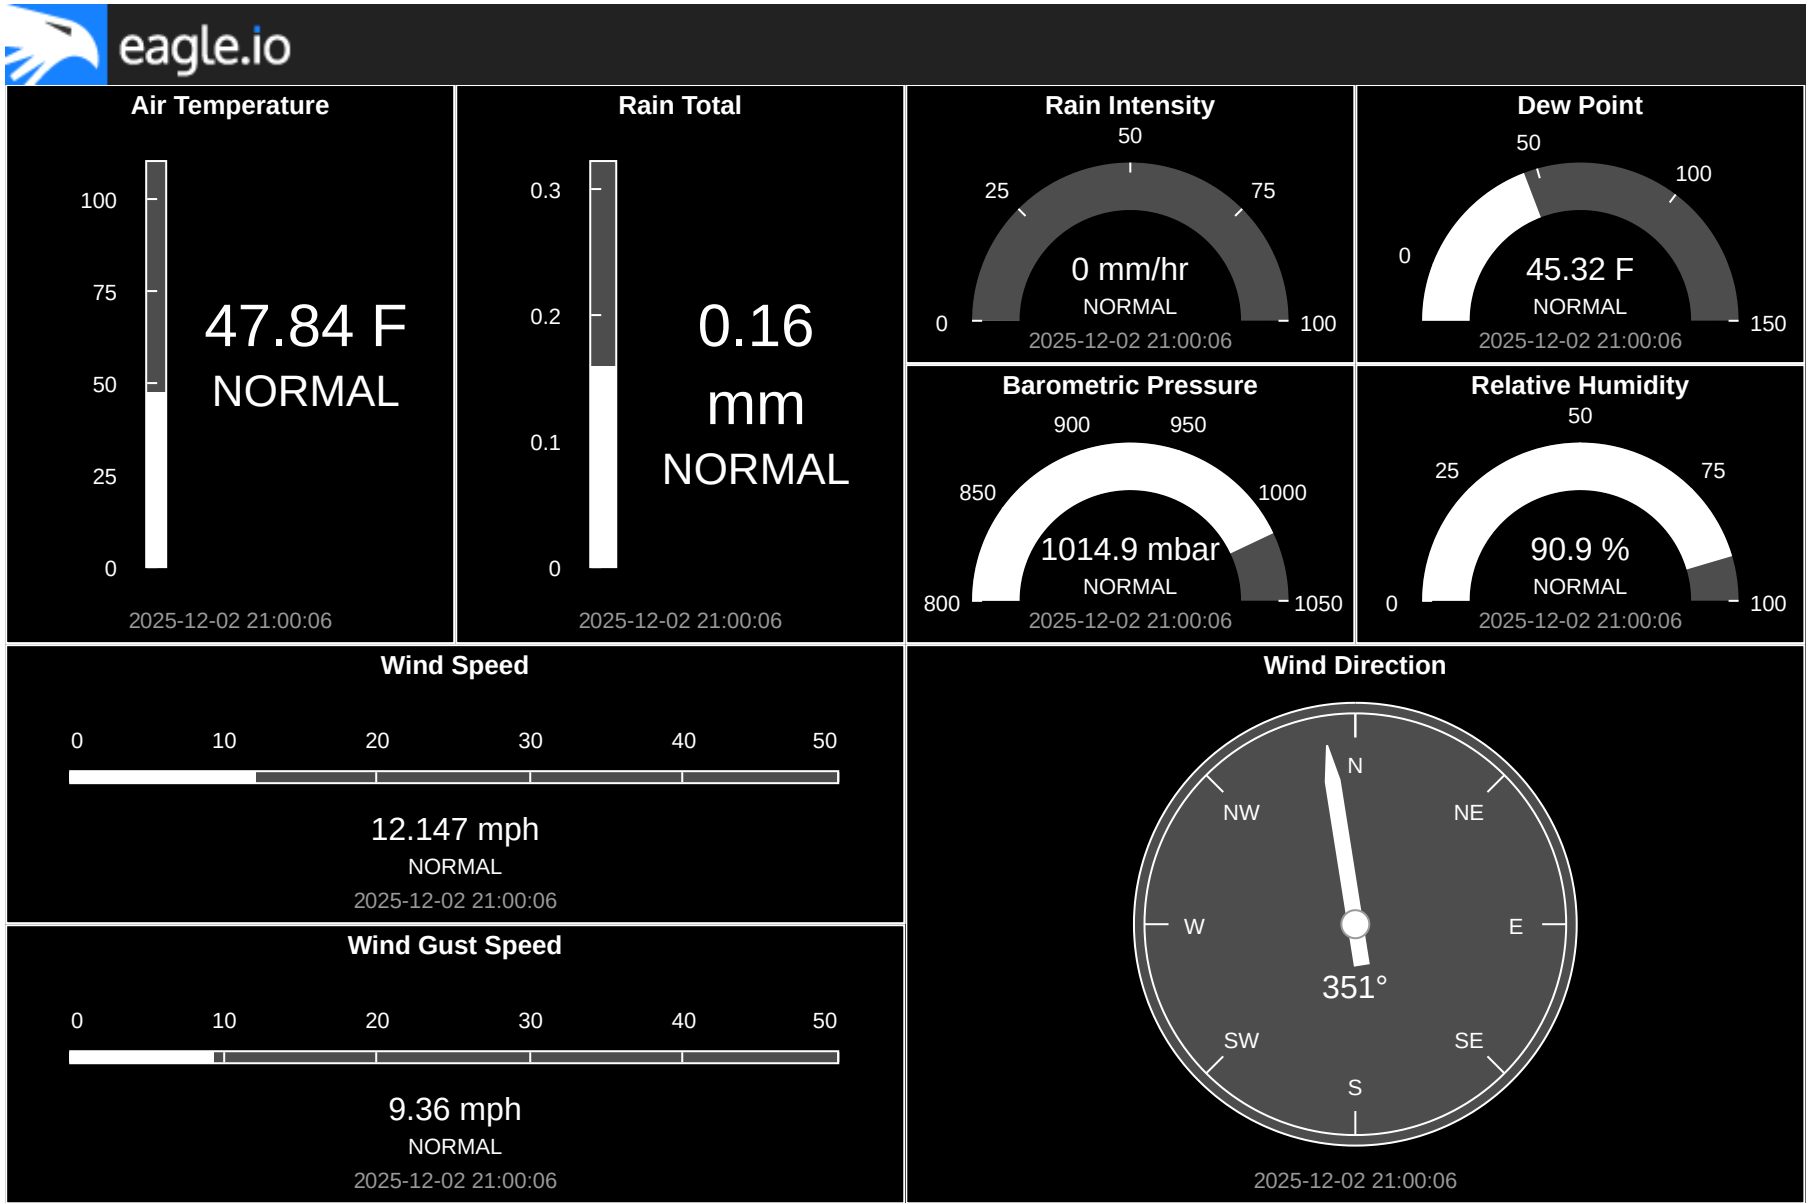 eagle.io
Air Temperature
100
75
50
25
0
47.84 F
NORMAL
2025-12-02 21:00:06
Rain Total
0.3
0.2
0.1
0
0.16
mm
NORMAL
2025-12-02 21:00:06
Rain Intensity
0
25
50
75
100
0 mm/hr
NORMAL
2025-12-02 21:00:06
Dew Point
0
50
100
150
45.32 F
NORMAL
2025-12-02 21:00:06
Barometric Pressure
800
850
900
950
1000
1050
1014.9 mbar
NORMAL
2025-12-02 21:00:06
Relative Humidity
0
25
50
75
100
90.9 %
NORMAL
2025-12-02 21:00:06
Wind Speed
0 10 20 30 40 50
12.147 mph
NORMAL
2025-12-02 21:00:06
Wind Gust Speed
0 10 20 30 40 50
9.36 mph
NORMAL
2025-12-02 21:00:06
Wind Direction
N
NW NE
W E
351°
SW SE
S
2025-12-02 21:00:06